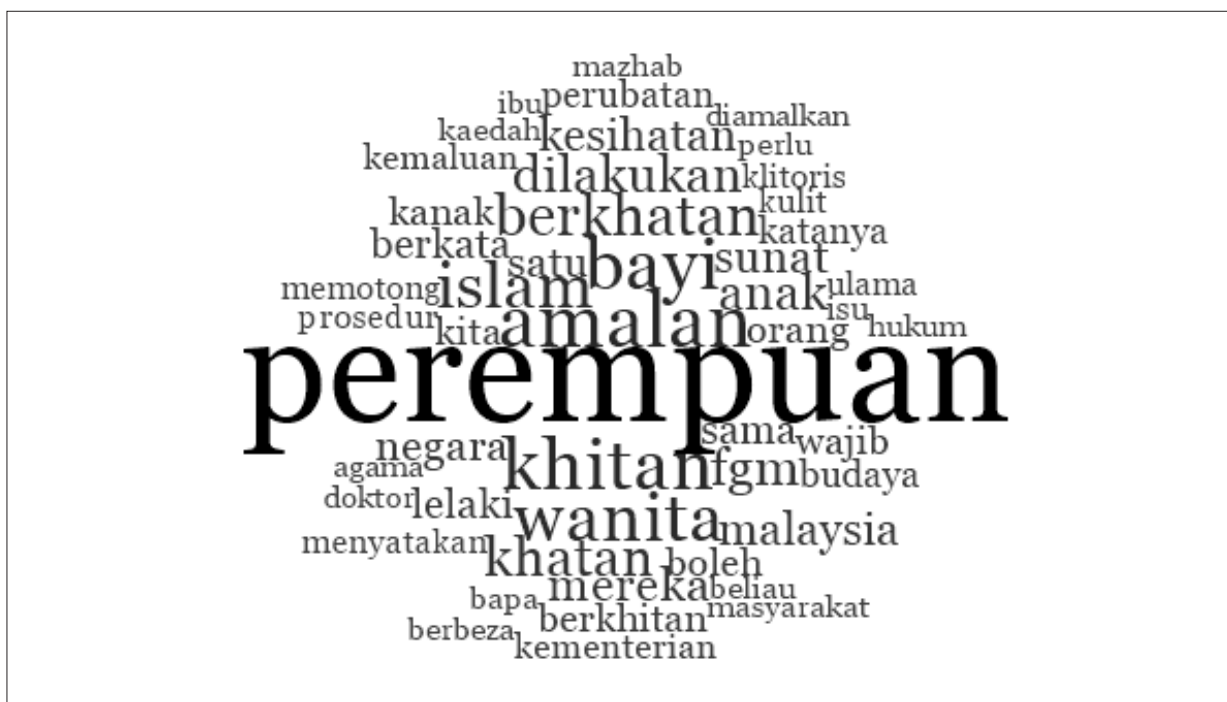 mazhab
ibu perubatan
diamalkan
kaedah kesihatan perlu
kemaluan dilakukan klitoris
kanak berkhatan kulit
berkata katanya
satu bayi sunat
memotong islam anak ulama
prosedur kita amalan orang isu hukum
perempuan
negara khitan sama wajib
agama fgm budaya
doktor lelaki wanita malaysia
menyatakan khatan boleh
bapa mereka beliau
berkhitan masyarakat
berbeza kementerian